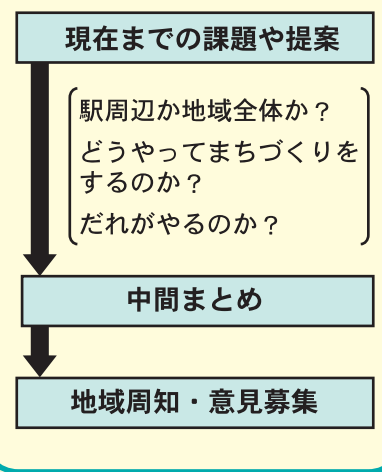 現在までの課題や提案
駅周辺か地域全体か？
どうやってまちづくりを
するのか？
だれがやるのか？
中間まとめ
地域周知・意見募集